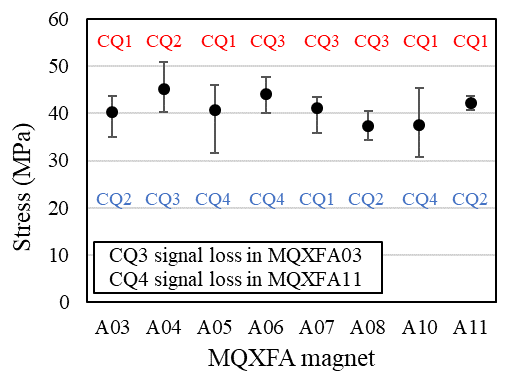 60
CQ1 CQ2 CQ1 CQ3 CQ3 CQ3 CQ1 CQ1
50
40
30
CQ2 CQ3 CQ4 CQ4 CQ1 CQ2 CQ4 CQ2
20
10
0
Stress (MPa)
CQ3 signal loss in MQXFA03
CQ4 signal loss in MQXFA11
A03 A04 A05 A06 A07 A08 A10 A11
MQXFA magnet